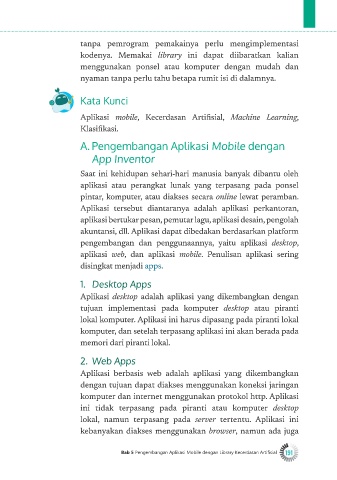 tanpa pemrogram pemakainya perlu mengimplementasi
kodenya. Memakai library ini dapat diibaratkan kalian
menggunakan ponsel atau komputer dengan mudah dan
nyaman tanpa perlu tahu betapa rumit isi di dalamnya.
Kata Kunci
Aplikasi mobile, Kecerdasan Artifisial, Machine Learning,
Klasifikasi.
A. Pengembangan Aplikasi Mobile dengan
App Inventor
Saat ini kehidupan sehari-hari manusia banyak dibantu oleh
aplikasi atau perangkat lunak yang terpasang pada ponsel
pintar, komputer, atau diakses secara online lewat peramban.
Aplikasi tersebut diantaranya adalah aplikasi perkantoran,
aplikasi bertukar pesan, pemutar lagu, aplikasi desain, pengolah
akuntansi, dll. Aplikasi dapat dibedakan berdasarkan platform
pengembangan dan penggunaannya, yaitu aplikasi desktop,
aplikasi web, dan aplikasi mobile. Penulisan aplikasi sering
disingkat menjadi apps.
1. Desktop Apps
Aplikasi desktop adalah aplikasi yang dikembangkan dengan
tujuan implementasi pada komputer desktop atau piranti
lokal komputer. Aplikasi ini harus dipasang pada piranti lokal
komputer, dan setelah terpasang aplikasi ini akan berada pada
memori dari piranti lokal.
2. Web Apps
Aplikasi berbasis web adalah aplikasi yang dikembangkan
dengan tujuan dapat diakses menggunakan koneksi jaringan
komputer dan internet menggunakan protokol http. Aplikasi
ini tidak terpasang pada piranti atau komputer desktop
lokal, namun terpasang pada server tertentu. Aplikasi ini
kebanyakan diakses menggunakan browser, namun ada juga
Bab 5 Pengembangan Aplikasi Mobile dengan Library Kecerdasan Artifisial 151